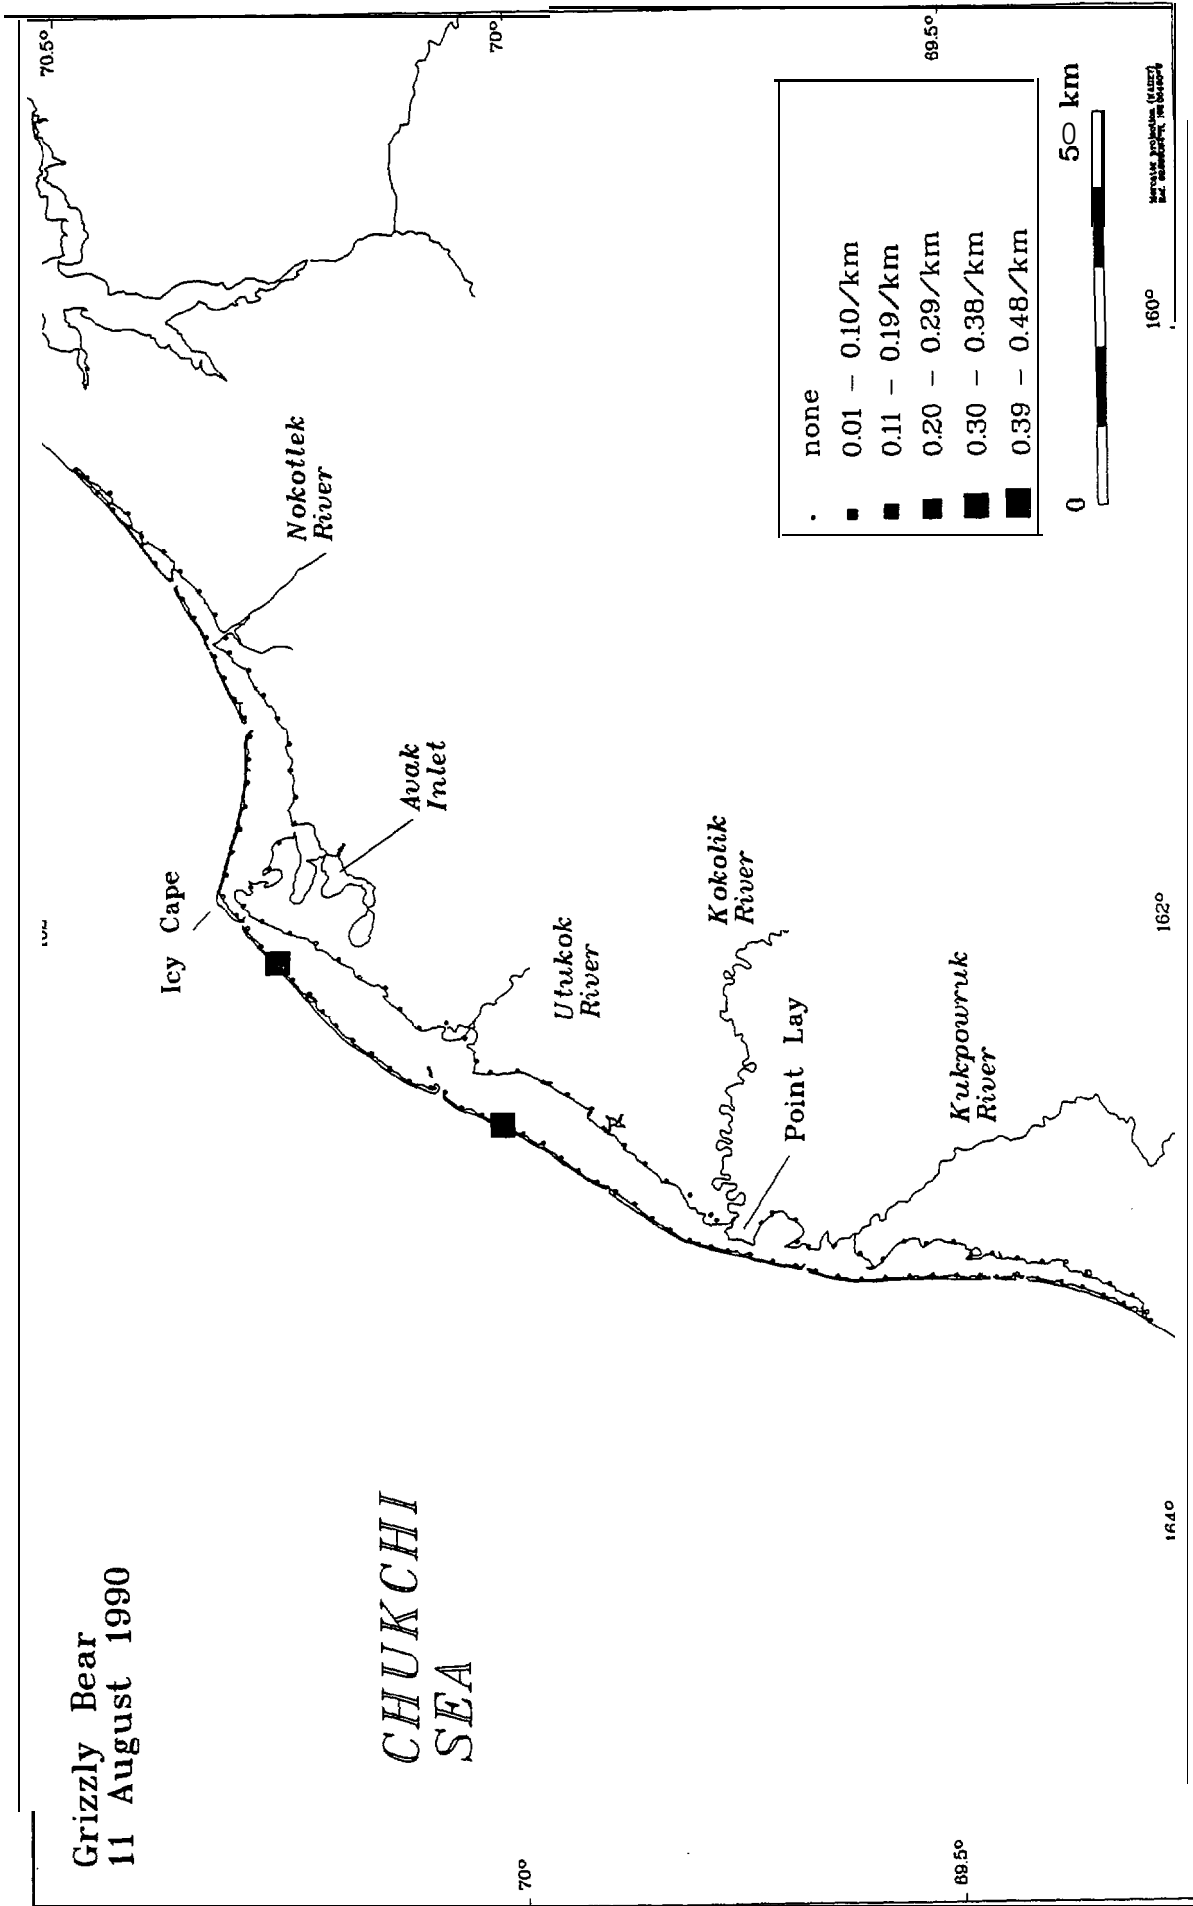 Grizzly Bear
11 August 1990
CHUKCHI
SEA
Icy Cape
Nokotlek
River
Avak
Inlet
Utukok
River
Kokolik
River
Point Lay
Kukpowruk
River
70.5°
70°
69.5°
70°
69.5°
160°
162°
164°
none
0.01 – 0.10/km
0.11 – 0.19/km
0.20 – 0.29/km
0.30 – 0.38/km
0.39 – 0.48/km
0
50 km
Mercator projection